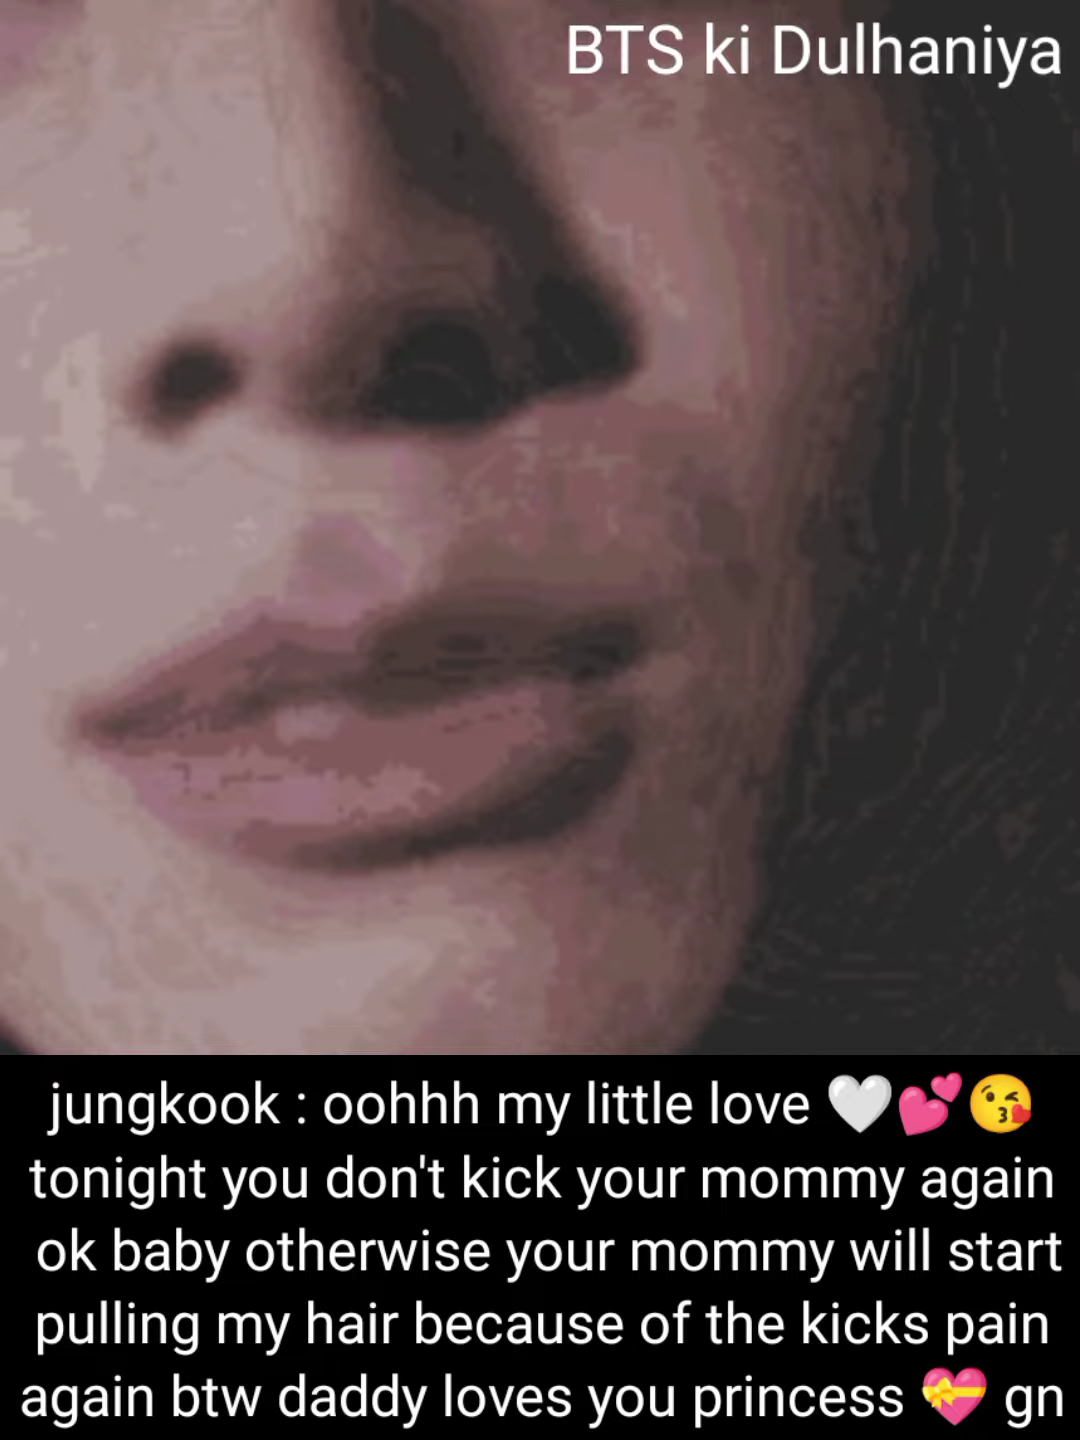 BTS ki Dulhaniya
jungkook : oohhh my little love 🤍💕😘
tonight you don't kick your mommy again
ok baby otherwise your mommy will start
pulling my hair because of the kicks pain
again btw daddy loves you princess 💝 gn